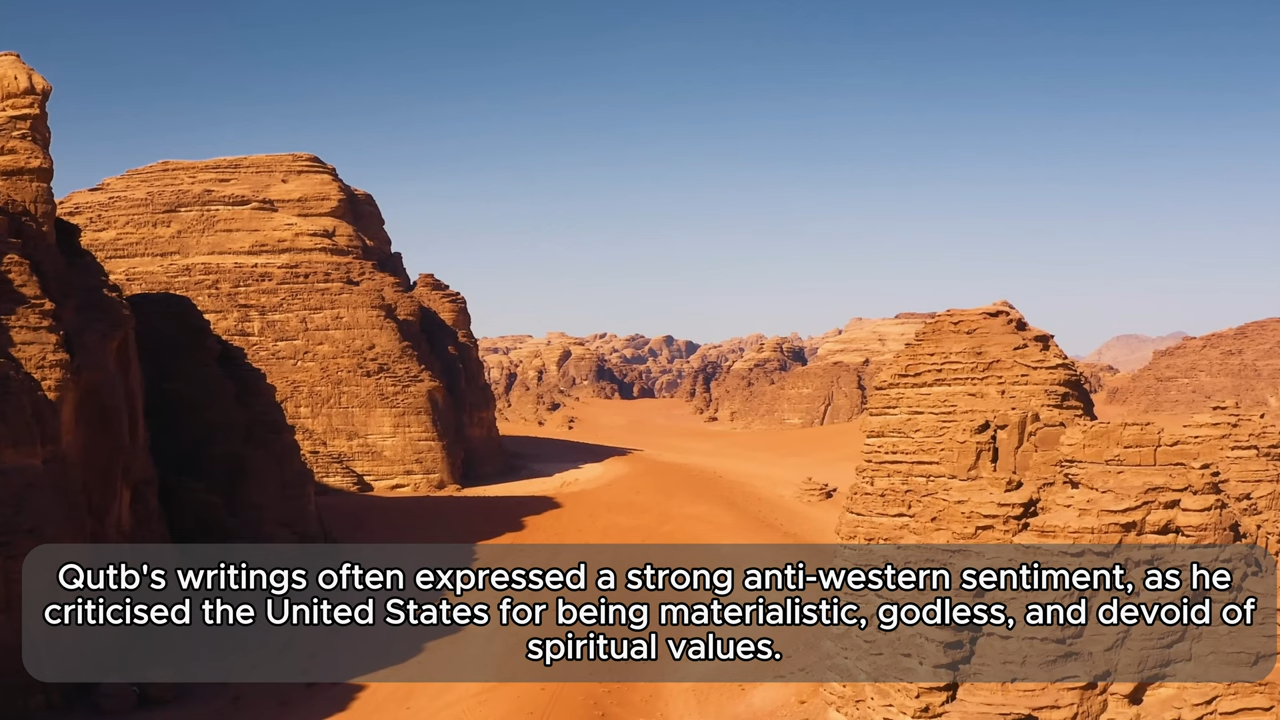 Qutb's writings often expressed a strong anti-western sentiment, as he
criticised the United States for being materialistic, godless, and devoid of
spiritual values.